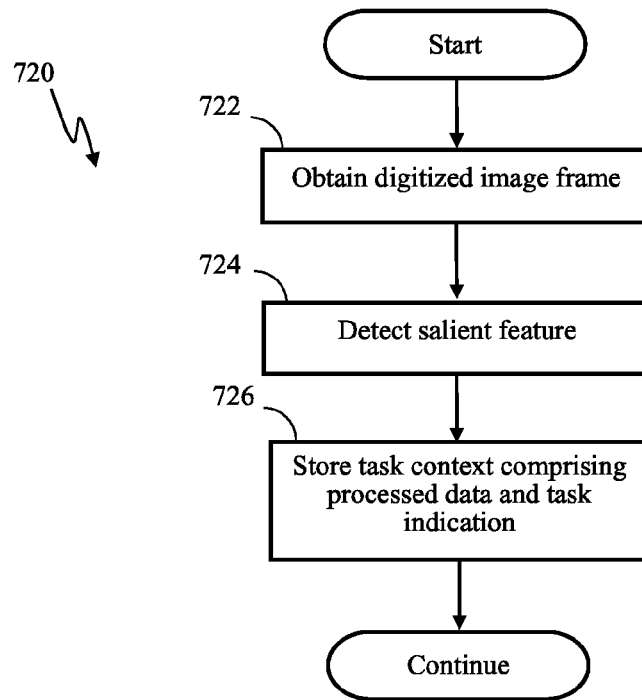 Start
720
722
Obtain digitized image frame
724
Detect salient feature
726
Store task context comprising
processed data and task
indication
Continue